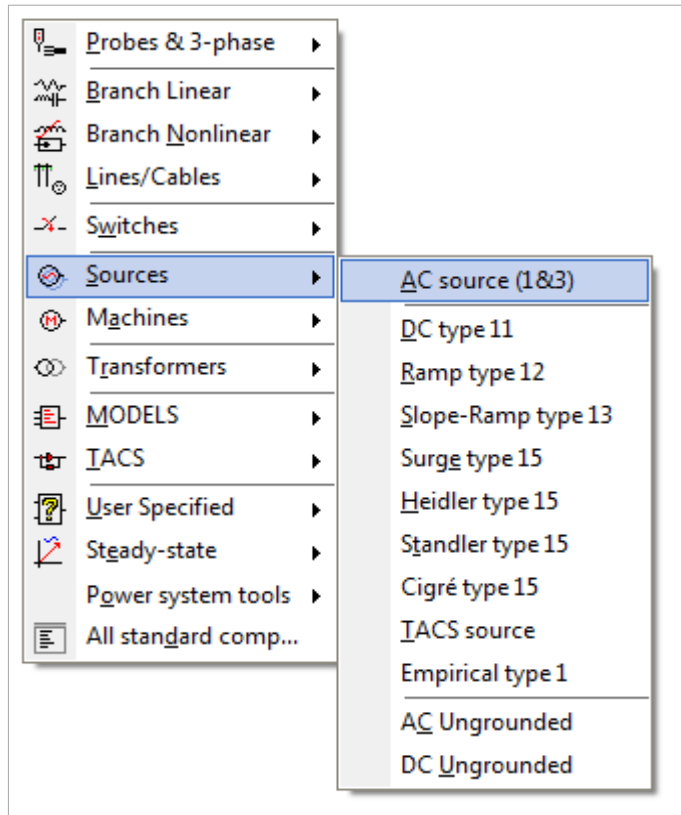 Probes & 3-phase
Branch Linear
Branch Nonlinear
Lines/Cables
Switches
Sources
Machines
Transformers
MODELS
TACS
User Specified
Steady-state
Power system tools
All standard comp...
AC source (1&3)
DC type 11
Ramp type 12
Slope-Ramp type 13
Surge type 15
Heidler type 15
Standler type 15
Cigré type 15
TACS source
Empirical type 1
AC Ungrounded
DC Ungrounded